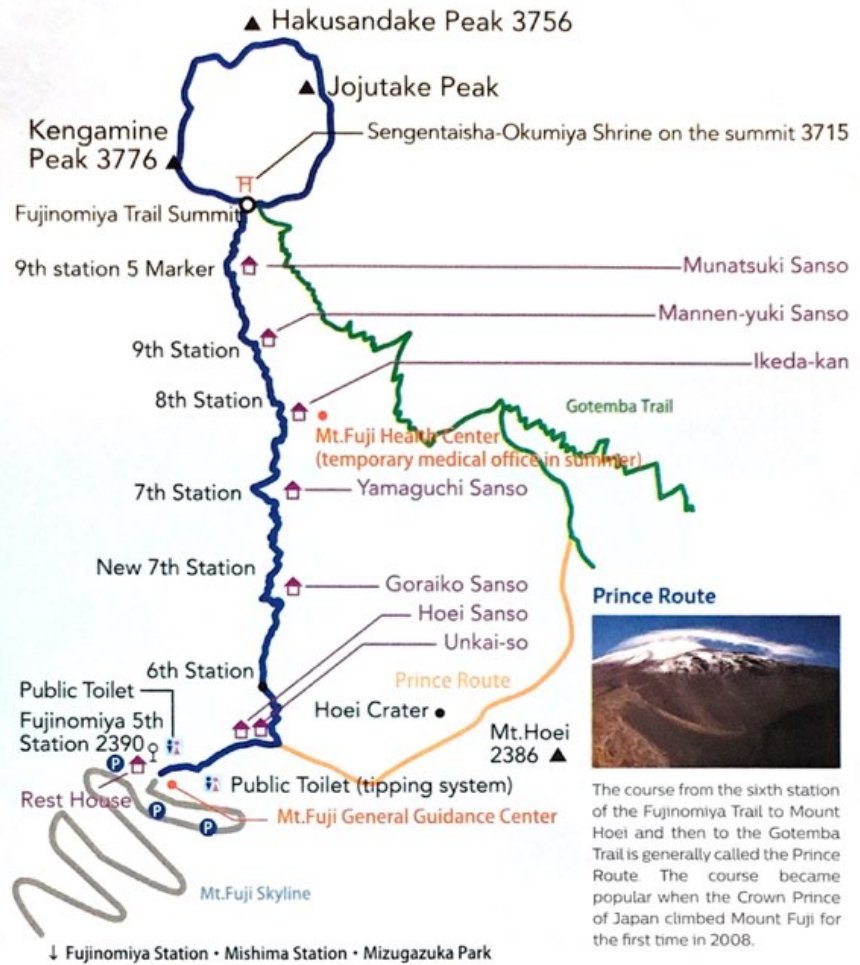 ▲ Hakusandake Peak 3756
▲ Jojutake Peak
Kengamine
Peak 3776 ▲
Sengentaisha-Okumiya Shrine on the summit 3715
Fujinomiya Trail Summit
9th station 5 Marker
Munatsuki Sanso
Mannen-yuki Sanso
9th Station
Ikeda-kan
8th Station
Gotemba Trail
Mt.Fuji Health Center
(temporary medical office in summer)
7th Station
Yamaguchi Sanso
New 7th Station
Goraiko Sanso
Hoei Sanso
Unkai-so
6th Station
Prince Route
Public Toilet
Fujinomiya 5th
Station 2390
Hoei Crater
Mt.Hoei
2386 ▲
P
Rest House
Public Toilet (tipping system)
P
P
Mt.Fuji General Guidance Center
Mt.Fuji Skyline
↓ Fujinomiya Station・Mishima Station・Mizugazuka Park
Prince Route
The course from the sixth station
of the Fujinomiya Trail to Mount
Hoei and then to the Gotemba
Trail is generally called the Prince
Route. The course became
popular when the Crown Prince
of Japan climbed Mount Fuji for
the first time in 2008.